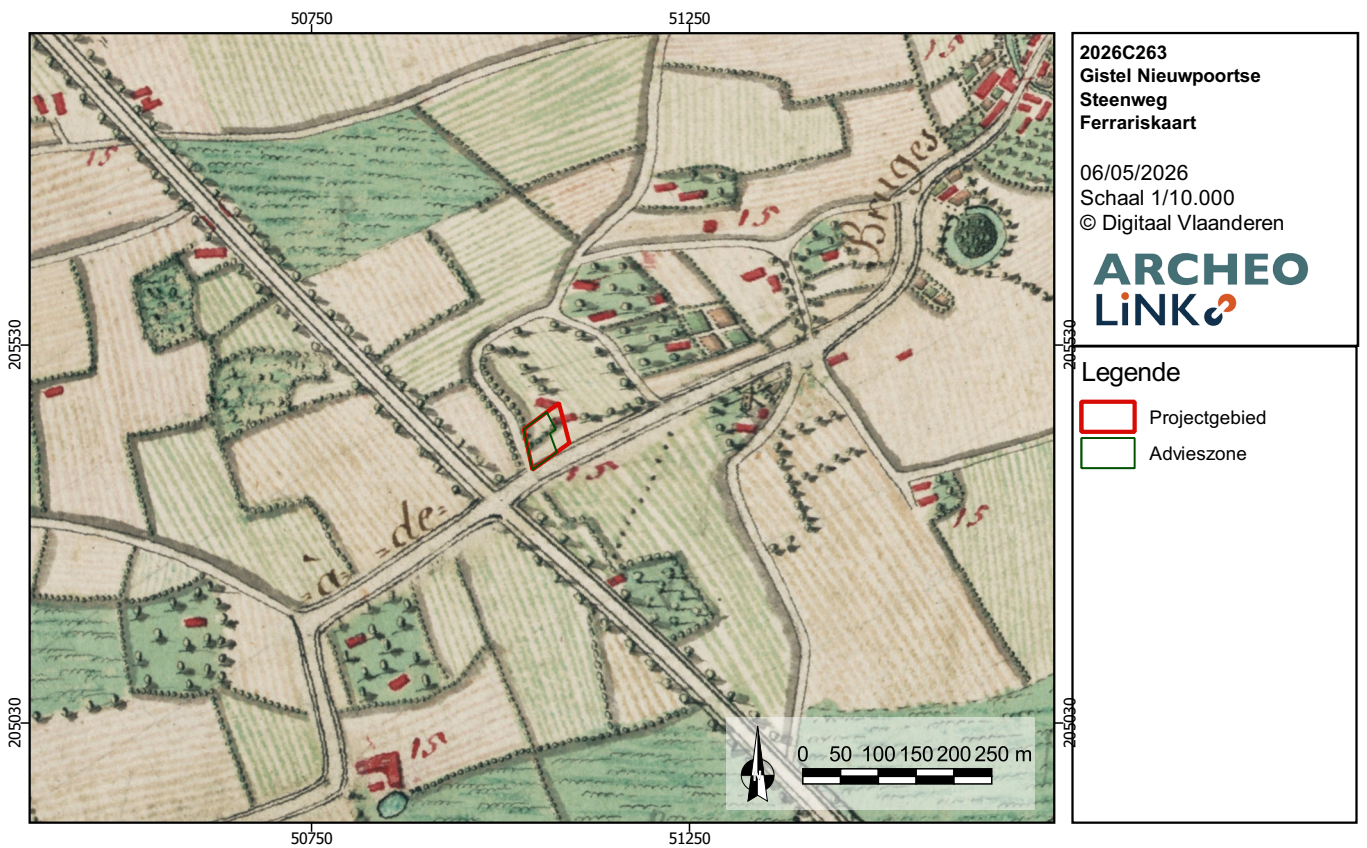 50750
51250
2026C263
Gistel Nieuwpoortse
Steenweg
Ferrariskaart
06/05/2026
Schaal 1/10.000
© Digitaal Vlaanderen
ARCHEO
LiNK
Legende
Projectgebied
Advieszone
205530
205530
205030
205030
15
15
15
Bruges
15
15
15
=à=
=de=
0 50 100 150 200 250 m
50750
51250